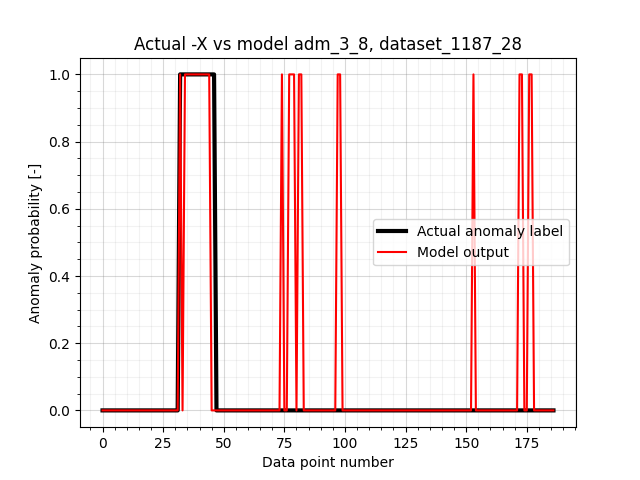 Actual -X vs model adm_3_8, dataset_1187_28
1.0
0.8
0.6
0.4
0.2
0.0
Anomaly probability [-]
Actual anomaly label
Model output
0 25 50 75 100 125 150 175
Data point number